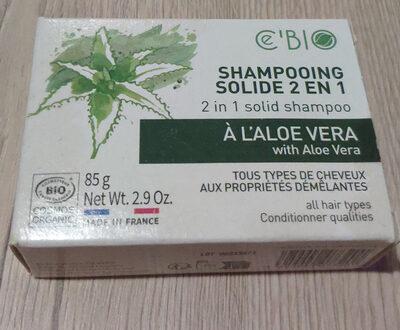 Ce'BIO
SHAMPOOING
SOLIDE 2 EN 1
2 in 1 solid shampoo
À L'ALOE VERA
with Aloe Vera
85 g
Net Wt. 2.9 Oz.
MADE IN FRANCE
BIO
COSMOS
ORGANIC
TOUS TYPES DE CHEVEUX
AUX PROPRIÉTÉS DÉMÊLANTES
all hair types
Conditionner qualities